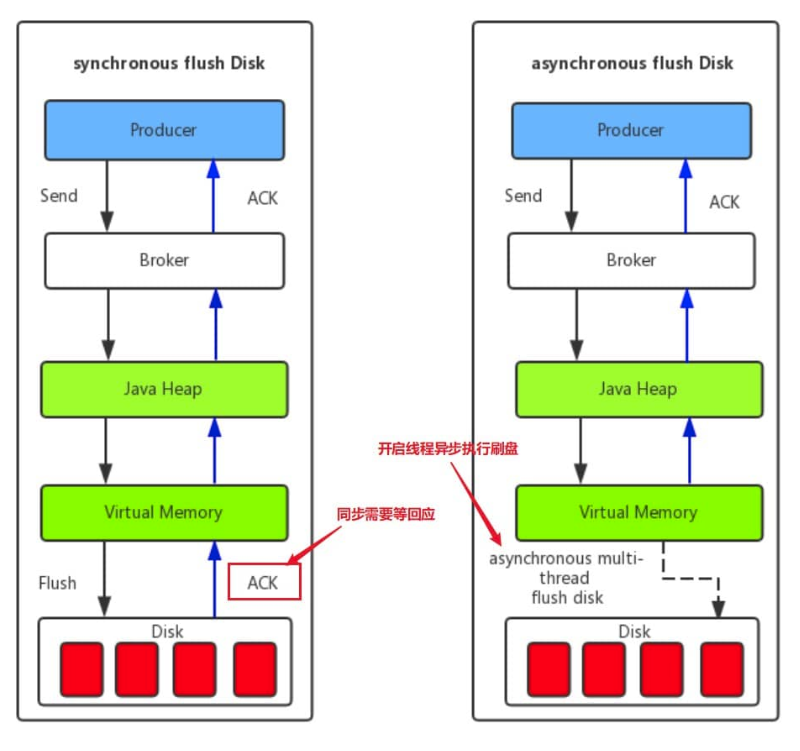 synchronous flush Disk
Producer
Send
ACK
Broker
Java Heap
Virtual Memory
同步需要等回应
Flush
ACK
Disk
asynchronous flush Disk
Producer
Send
ACK
Broker
Java Heap
开启线程异步执行刷盘
Virtual Memory
asynchronous multi-
thread
flush disk
Disk